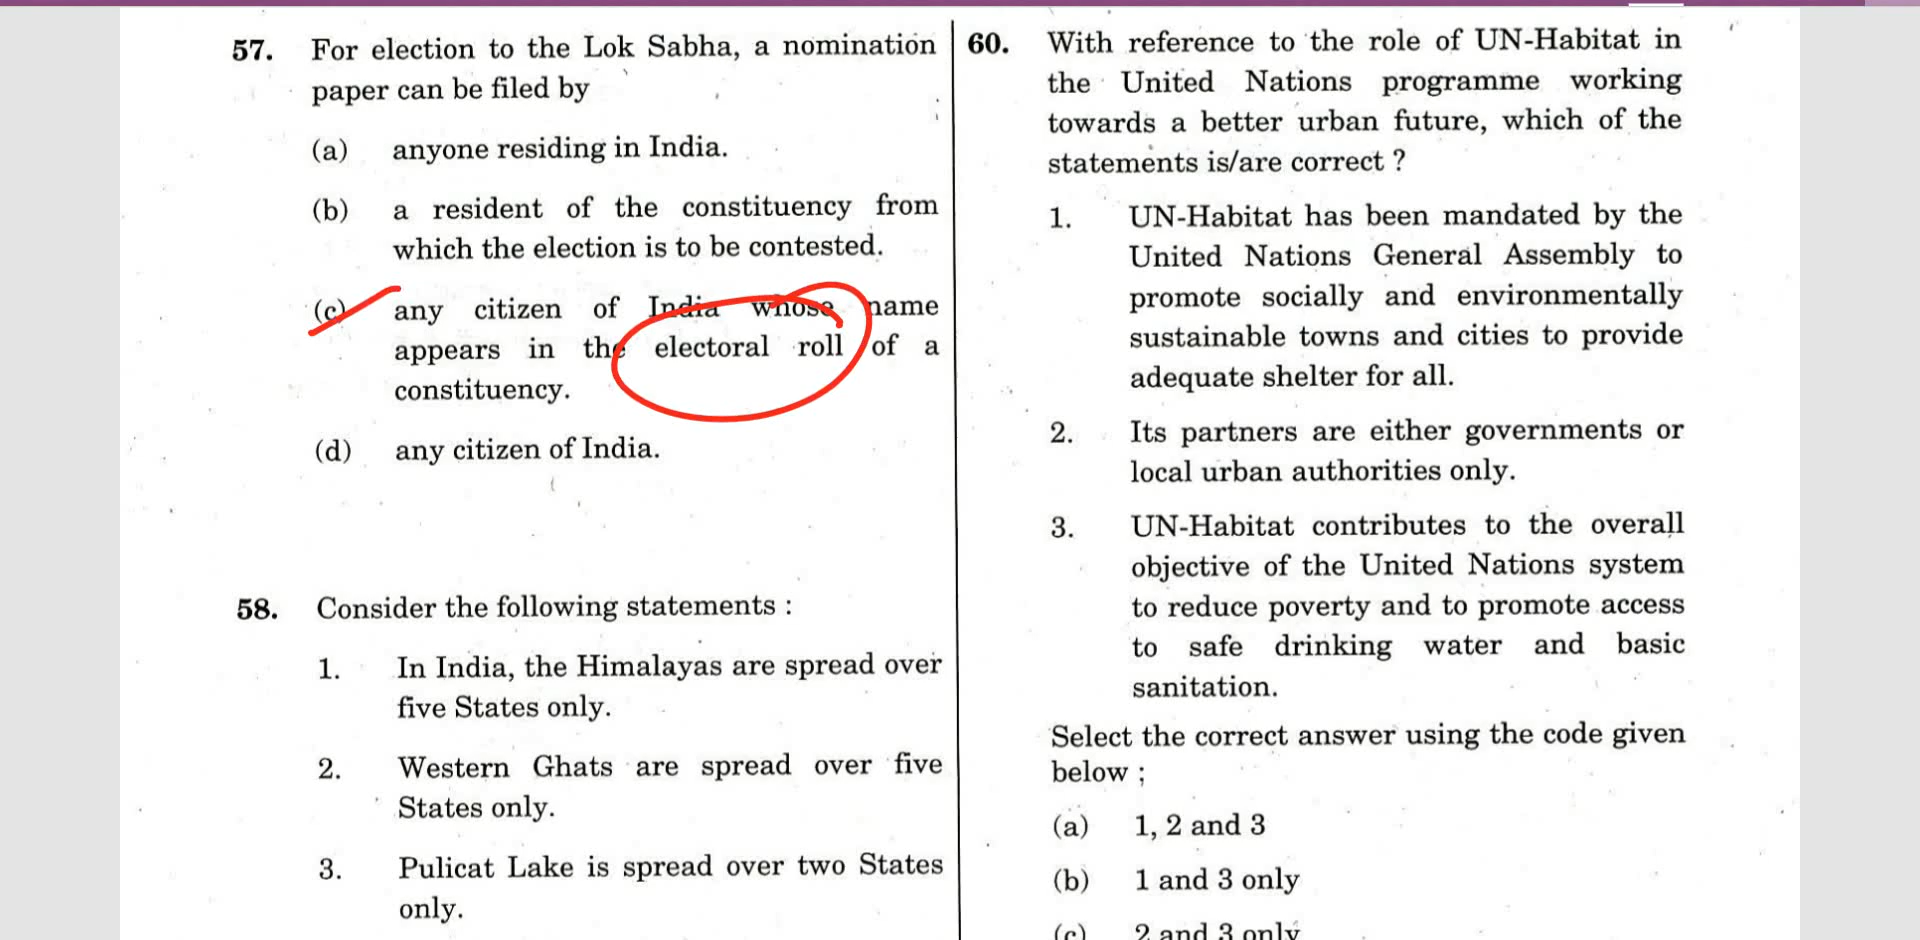 57. For election to the Lok Sabha, a nomination
paper can be filed by
(a) anyone residing in India.
(b) a resident of the constituency from
which the election is to be contested.
(c) any citizen of India whose name
appears in the electoral roll of a
constituency.
(d) any citizen of India.
58. Consider the following statements :
1. In India, the Himalayas are spread over
five States only.
2. Western Ghats are spread over five
States only.
3. Pulicat Lake is spread over two States
only.
60. With reference to the role of UN-Habitat in
the United Nations programme working
towards a better urban future, which of the
statements is/are correct ?
1. UN-Habitat has been mandated by the
United Nations General Assembly to
promote socially and environmentally
sustainable towns and cities to provide
adequate shelter for all.
2. Its partners are either governments or
local urban authorities only.
3. UN-Habitat contributes to the overall
objective of the United Nations system
to reduce poverty and to promote access
to safe drinking water and basic
sanitation.
Select the correct answer using the code given
below ;
(a) 1, 2 and 3
(b) 1 and 3 only
(c) 2 and 3 only